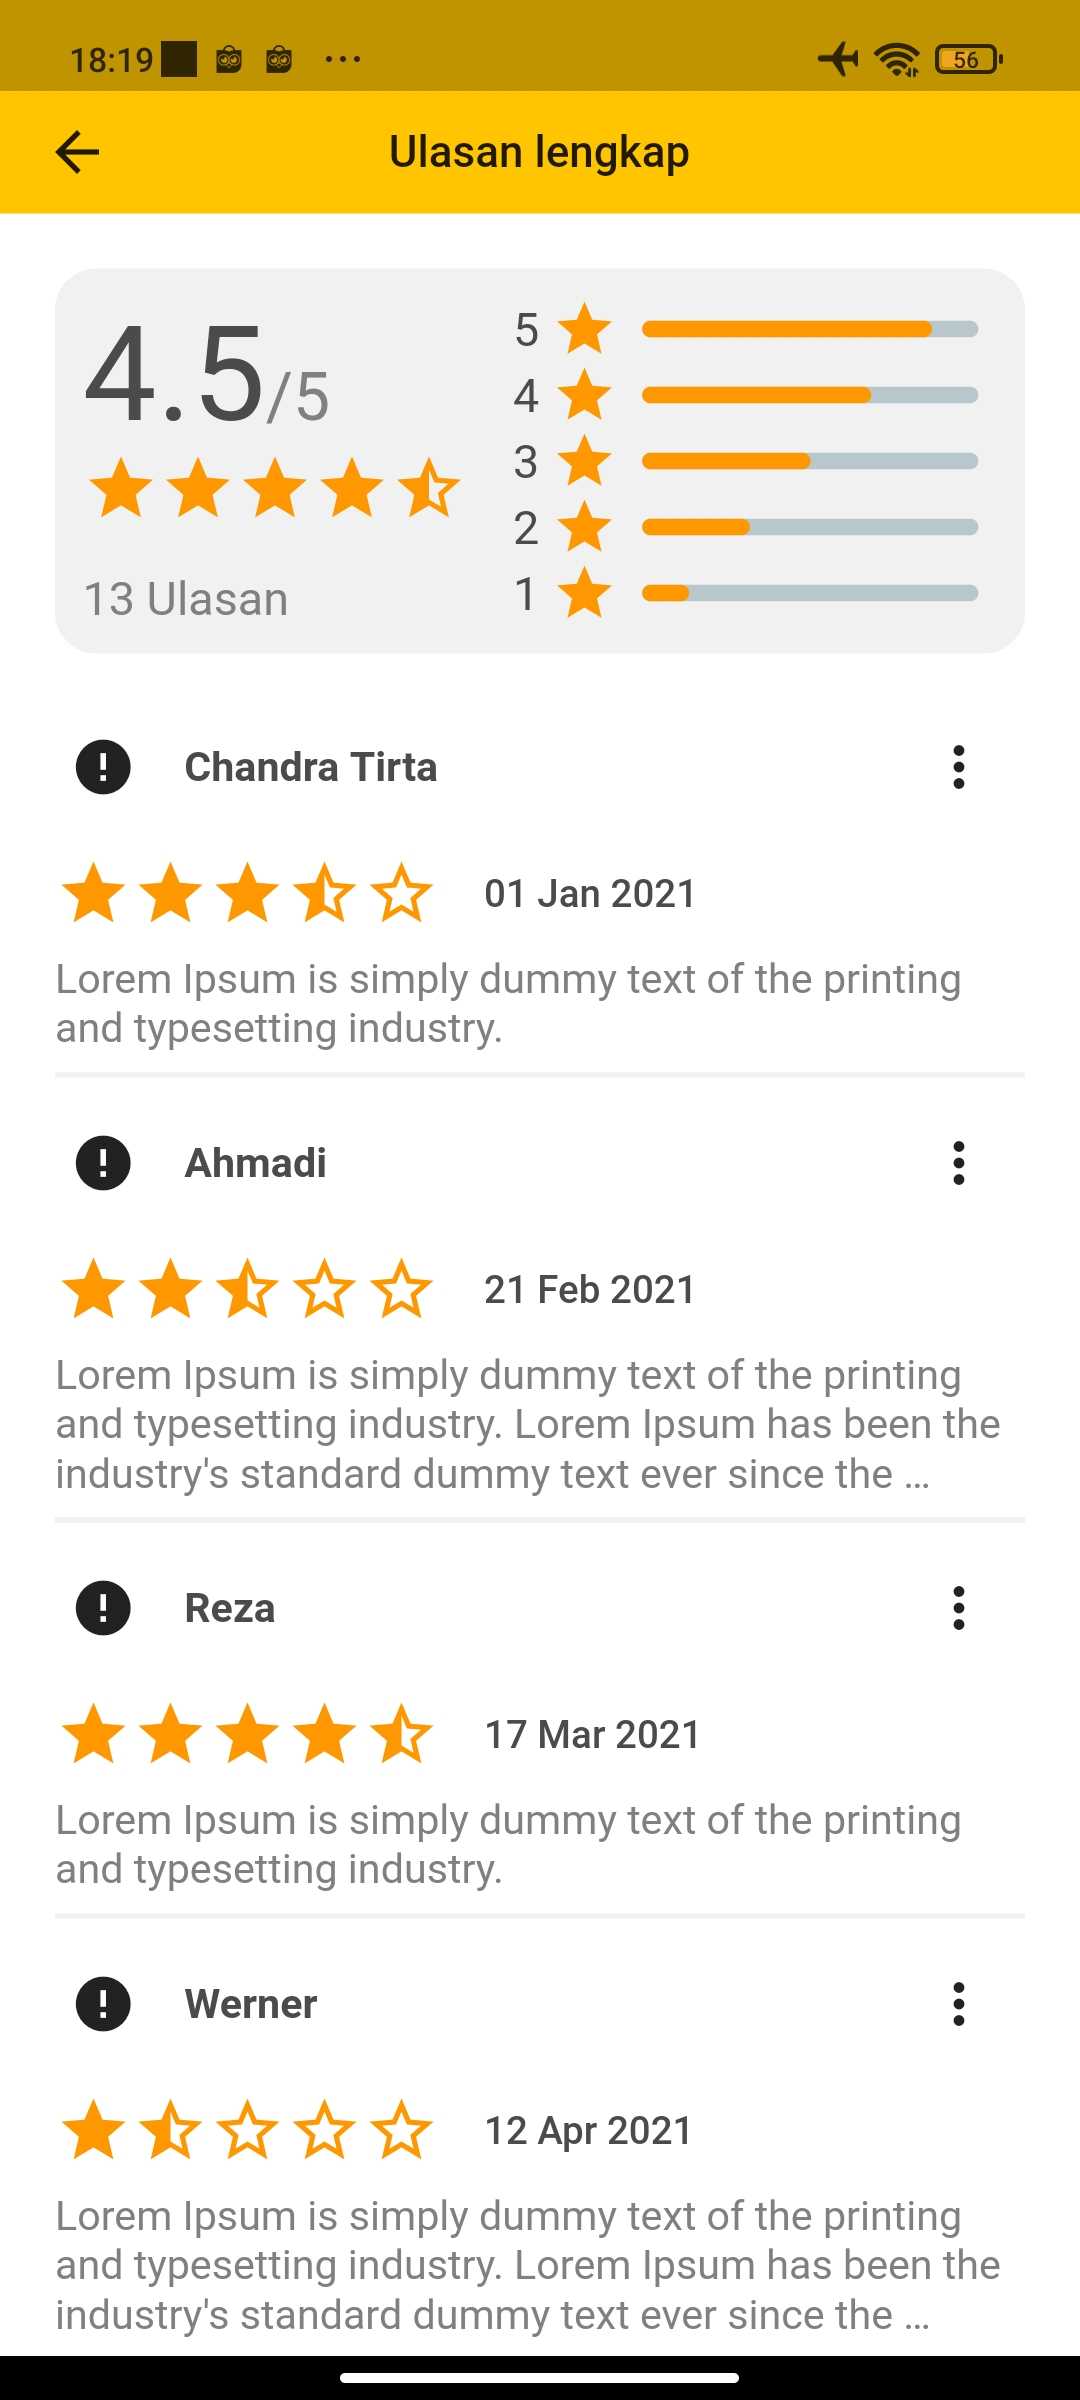 18:19
56
Ulasan lengkap
4.5/5
13 Ulasan
5
4
3
2
1
Chandra Tirta
01 Jan 2021
Lorem Ipsum is simply dummy text of the printing
and typesetting industry.
Ahmadi
21 Feb 2021
Lorem Ipsum is simply dummy text of the printing
and typesetting industry. Lorem Ipsum has been the
industry's standard dummy text ever since the ...
Reza
17 Mar 2021
Lorem Ipsum is simply dummy text of the printing
and typesetting industry.
Werner
12 Apr 2021
Lorem Ipsum is simply dummy text of the printing
and typesetting industry. Lorem Ipsum has been the
industry's standard dummy text ever since the ...